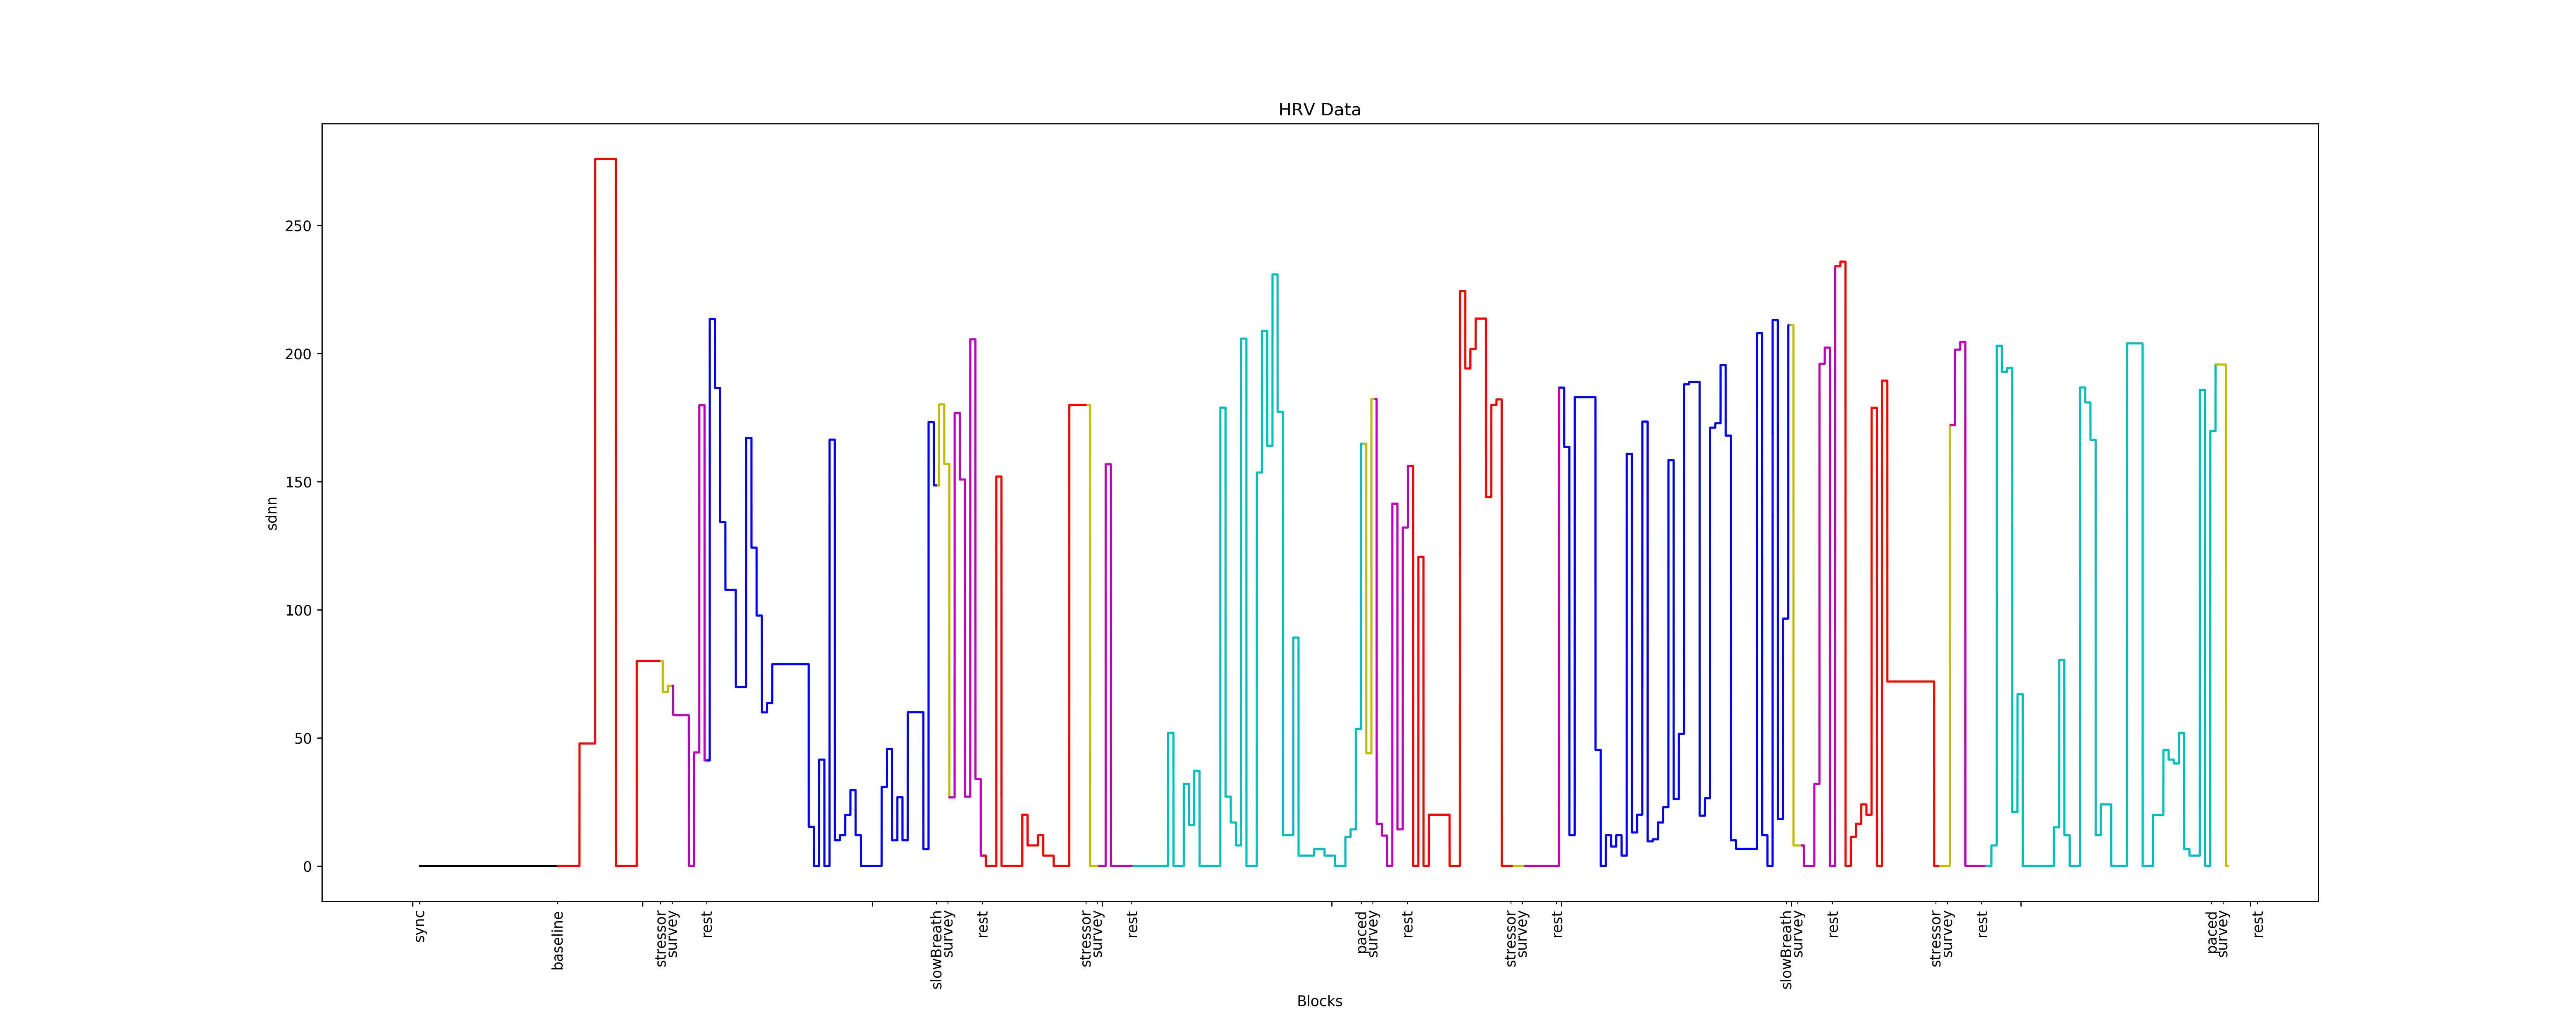 HRV Data
sdnn
250
200
150
100
50
0
sync
baseline
stressor
survey
rest
slowBreath
survey
rest
stressor
survey
rest
paced
survey
rest
stressor
survey
rest
slowBreath
survey
rest
stressor
survey
rest
paced
survey
rest
Blocks